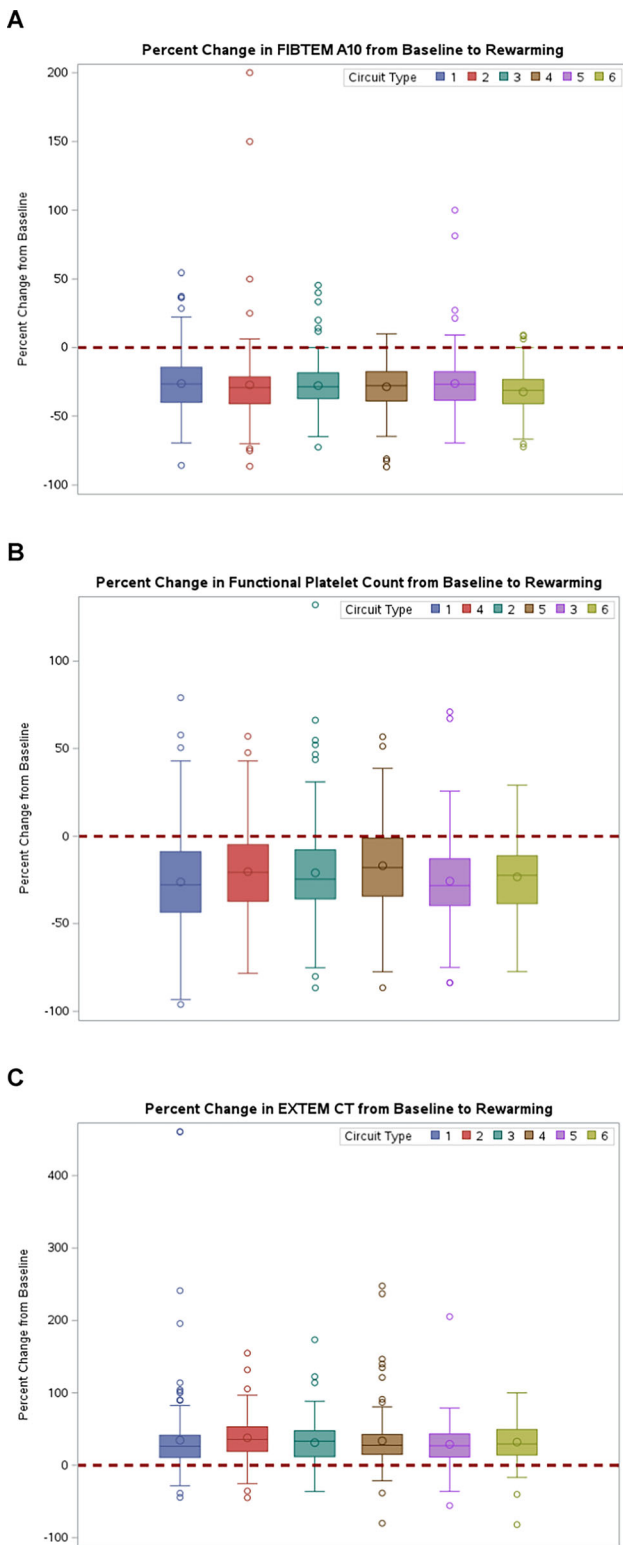 A
Percent Change in FIBTEM A10 from Baseline to Rewarming
Circuit Type 1 2 3 4 5 6
200
150
100
50
0
-50
-100
Percent Change from Baseline
B
Percent Change in Functional Platelet Count from Baseline to Rewarming
Circuit Type 1 4 2 5 3 6
100
50
0
-50
-100
Percent Change from Baseline
C
Percent Change in EXTEM CT from Baseline to Rewarming
Circuit Type 1 2 3 4 5 6
400
300
200
100
0
-100
Percent Change from Baseline